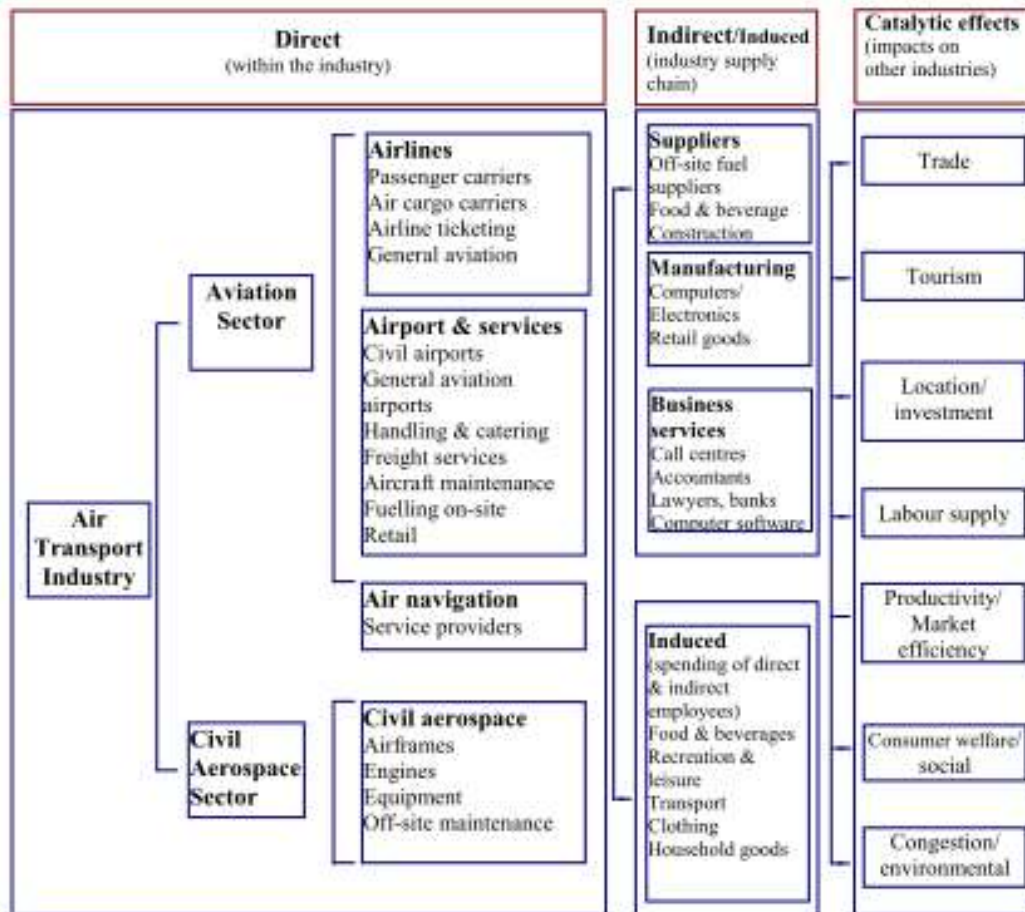 Direct
(within the industry)
Indirect/Induced
(industry supply
chain)
Catalytic effects
(impacts on
other industries)
Air
Transport
Industry
Aviation
Sector
Civil
Aerospace
Sector
Airlines
Passenger carriers
Air cargo carriers
Airline ticketing
General aviation
Airport & services
Civil airports
General aviation
airports
Handling & catering
Freight services
Aircraft maintenance
Fuelling on-site
Retail
Air navigation
Service providers
Civil aerospace
Airframes
Engines
Equipment
Off-site maintenance
Suppliers
Off-site fuel
suppliers
Food & beverage
Construction
Manufacturing
Computers/
Electronics
Retail goods
Business
services
Call centres
Accountants
Lawyers, banks
Computer software
Induced
(spending of direct
& indirect
employees)
Food & beverages
Recreation &
leisure
Transport
Clothing
Household goods
Trade
Tourism
Location/
investment
Labour supply
Productivity/
Market
efficiency
Consumer welfare/
social
Congestion/
environmental